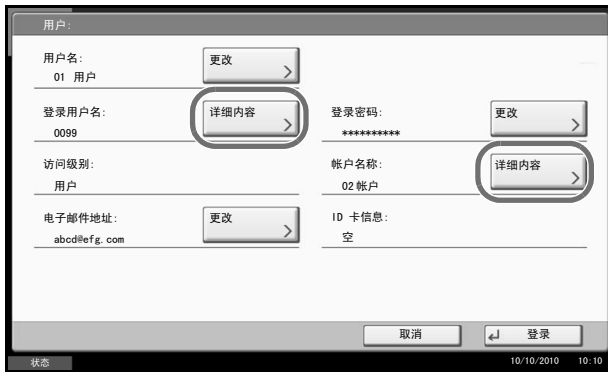 用户:
用户名:
更改
01 用户
登录用户名:
详细内容
0099
登录密码:
更改
**********
访问级别:
用户
帐户名称:
详细内容
02 帐户
电子邮件地址:
更改
abcd@efg.com
ID 卡信息:
空
取消
登录
状态
10/10/2010 10:10